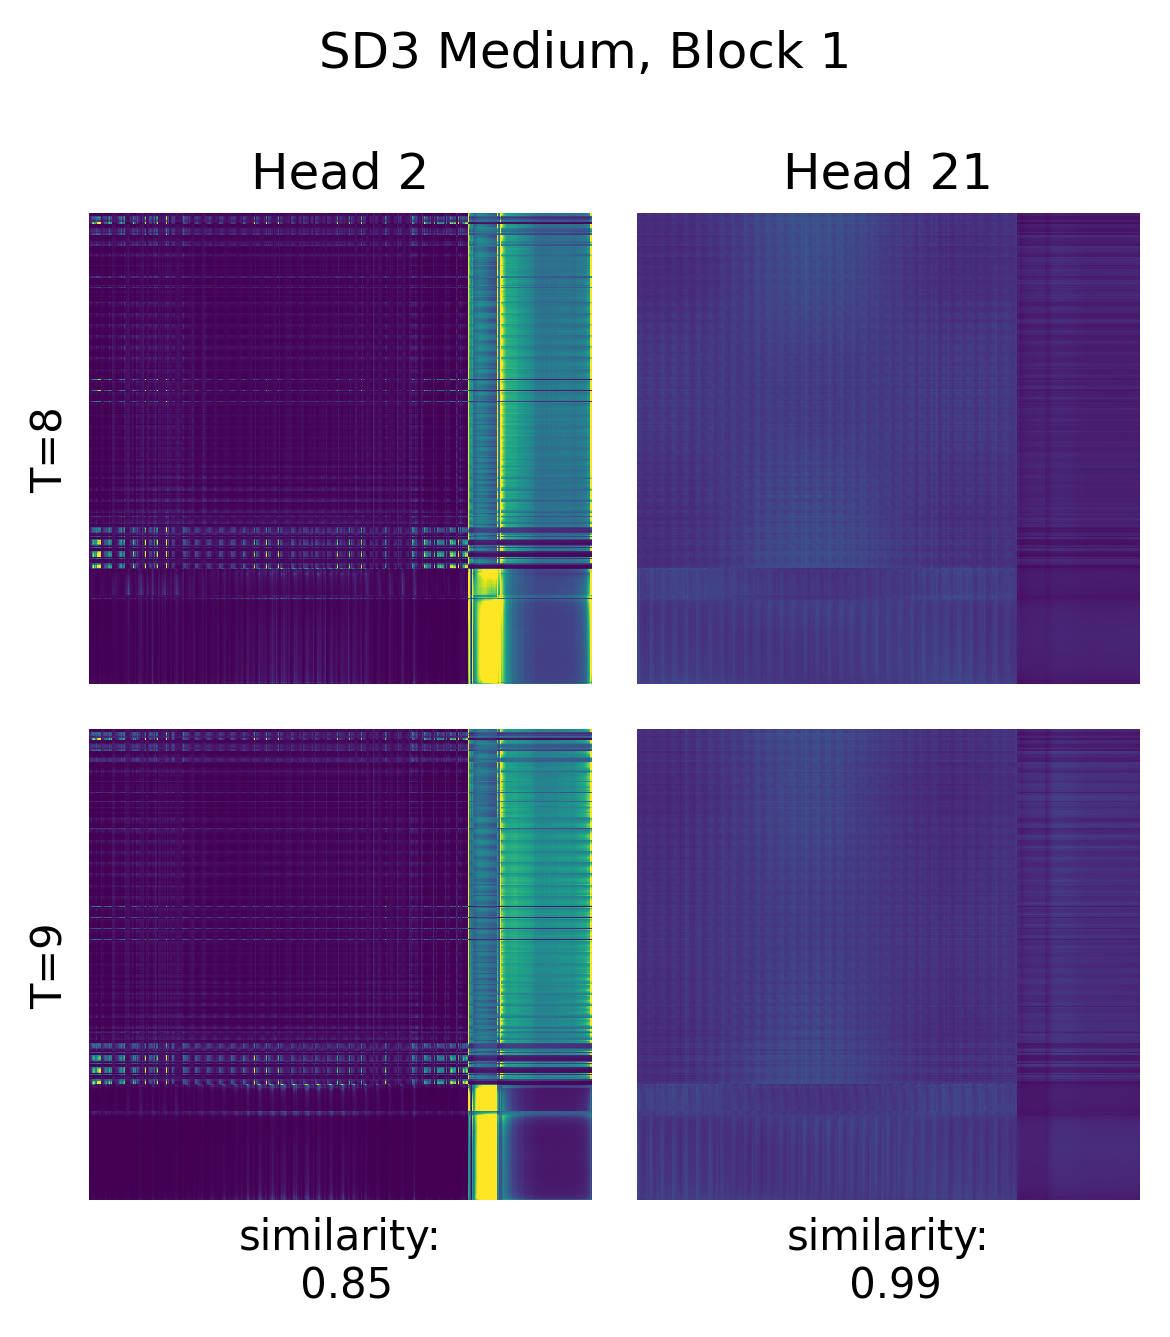 SD3 Medium, Block 1
Head 2
Head 21
T=8
T=9
similarity:
0.85
similarity:
0.99